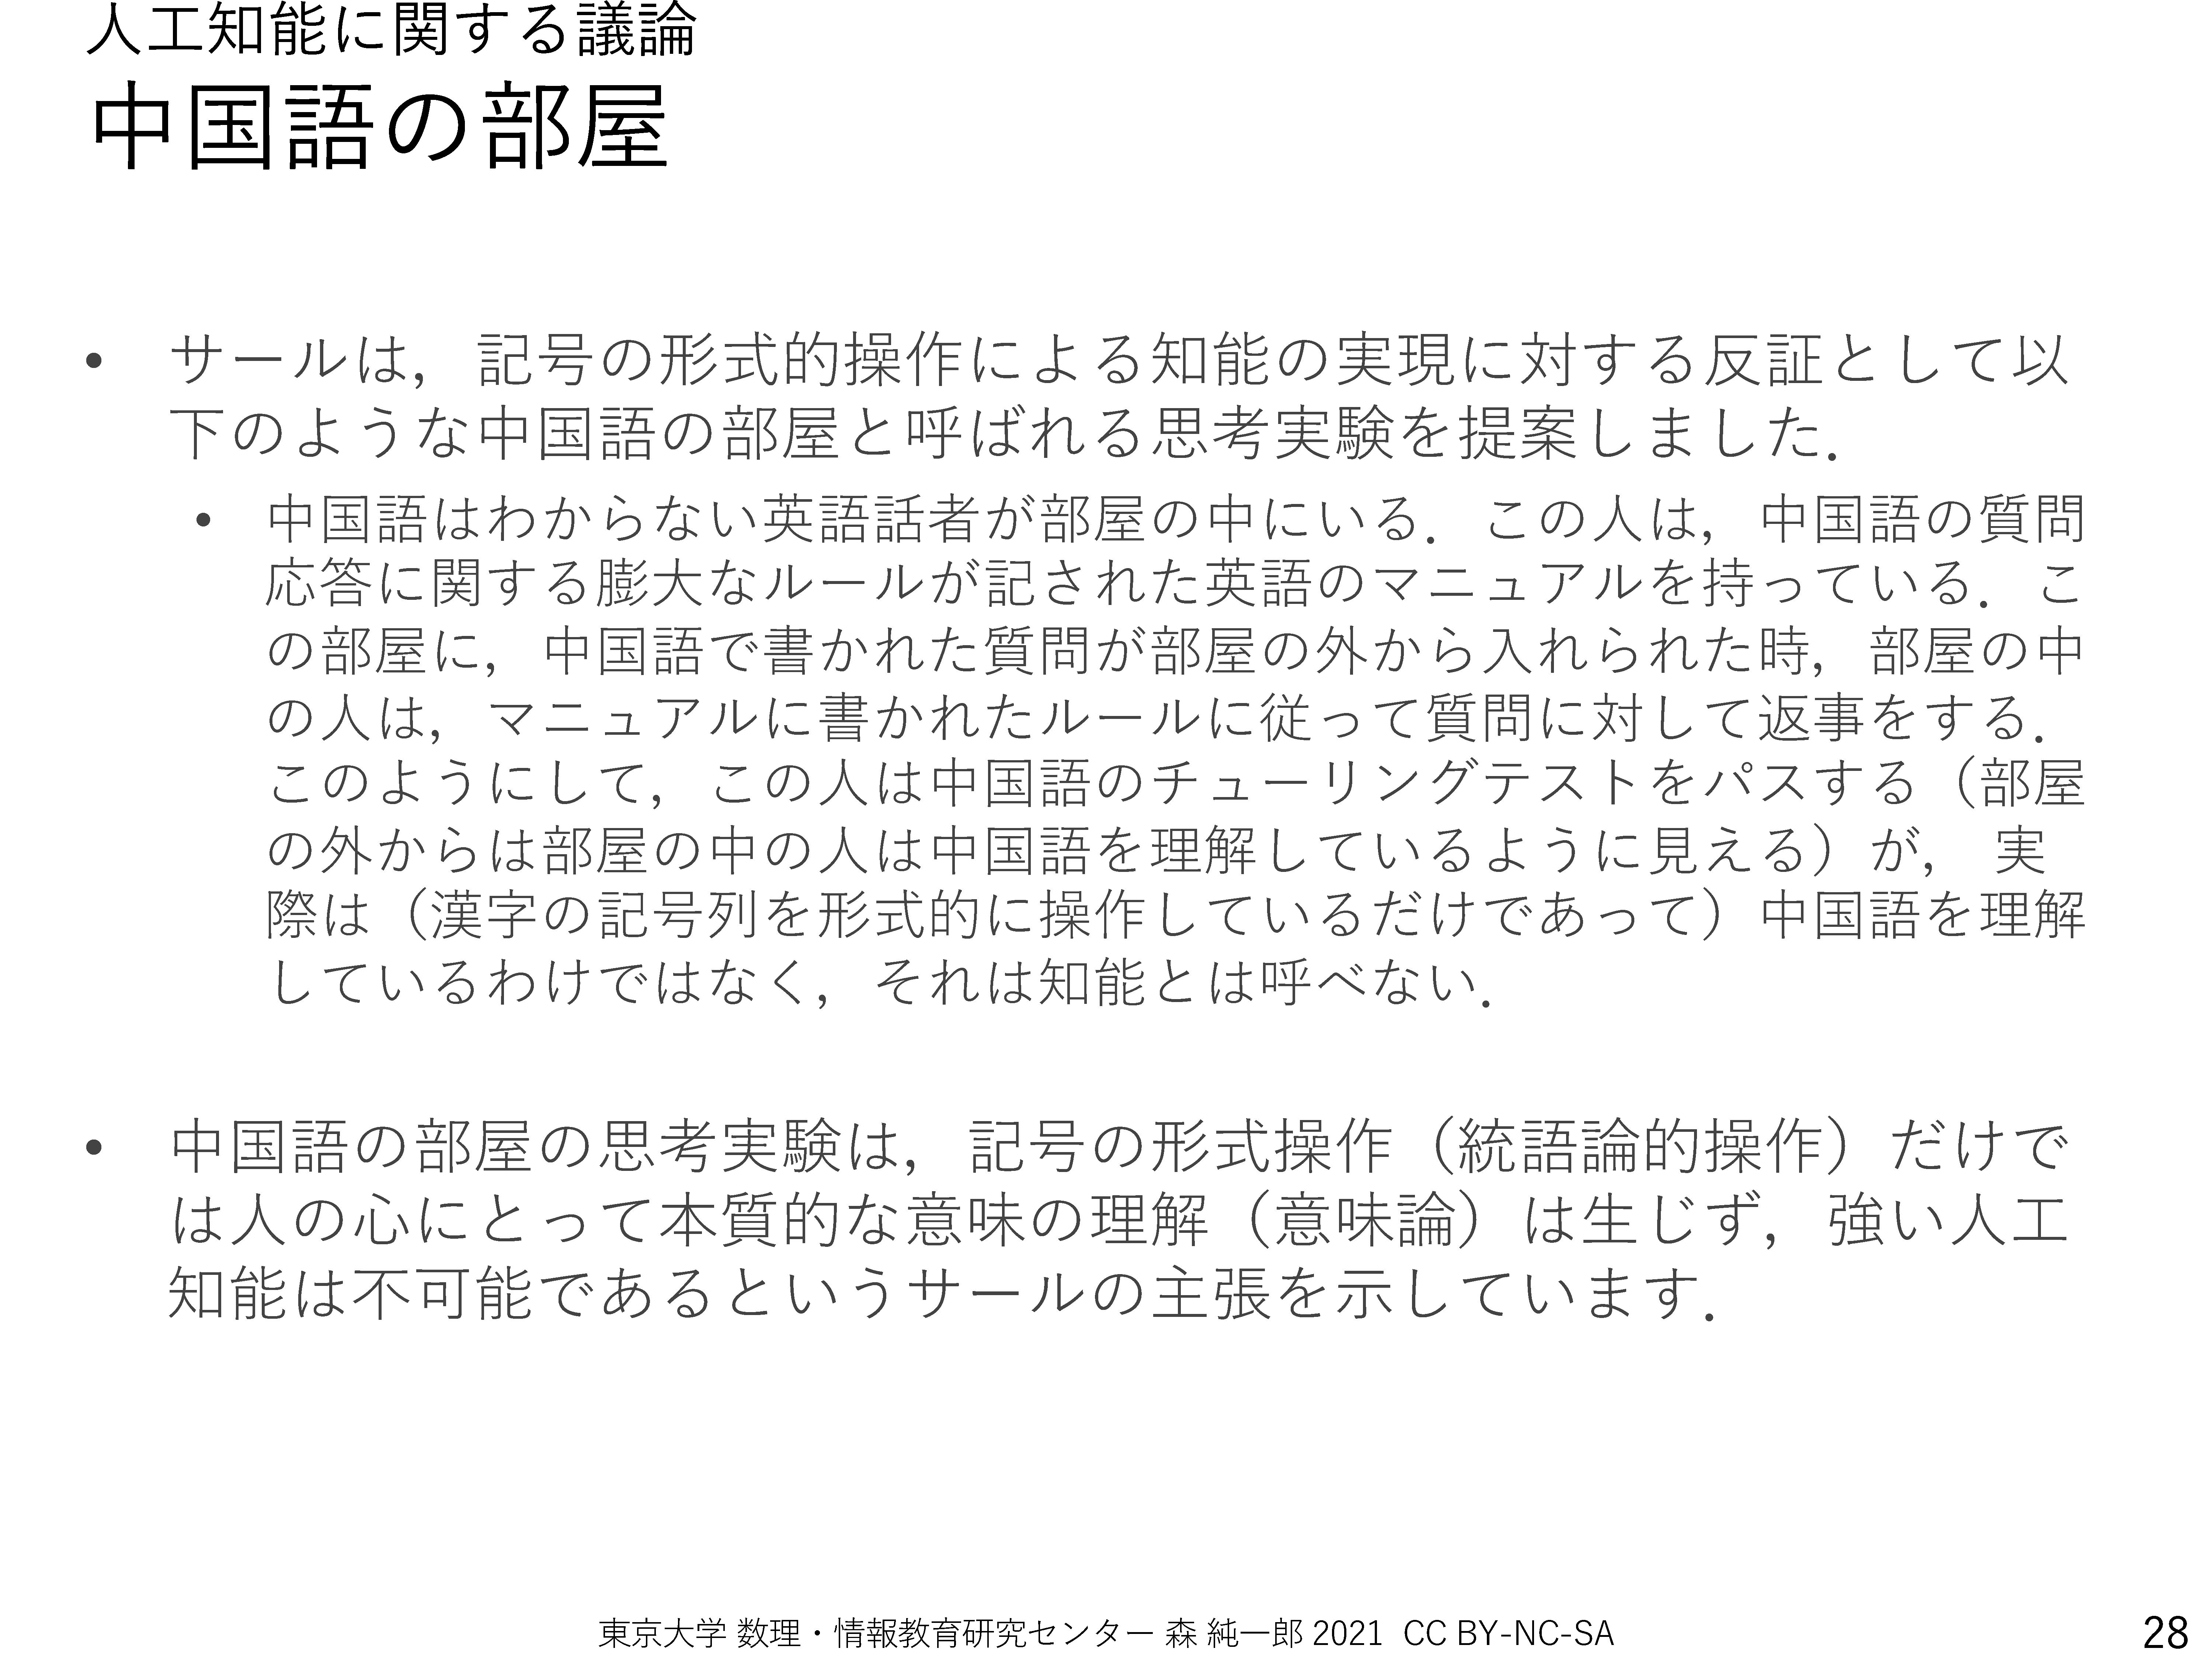 人工知能に関する議論
中国語の部屋
• サールは，記号の形式的操作による知能の実現に対する反証として以
下のような中国語の部屋と呼ばれる思考実験を提案しました．
• 中国語はわからない英語話者が部屋の中にいる．この人は，中国語の質問
応答に関する膨大なルールが記された英語のマニュアルを持っている．こ
の部屋に，中国語で書かれた質問が部屋の外から入れられた時，部屋の中
の人は，マニュアルに書かれたルールに従って質問に対して返事をする．
このようにして，この人は中国語のチューリングテストをパスする（部屋
の外からは部屋の中の人は中国語を理解しているように見える）が， 実
際は（漢字の記号列を形式的に操作しているだけであって）中国語を理解
しているわけではなく，それは知能とは呼べない．
• 中国語の部屋の思考実験は，記号の形式操作（統語論的操作）だけで
は人の心にとって本質的な意味の理解（意味論）は生じず，強い人工
知能は不可能であるというサールの主張を示しています．
東京大学 数理・情報教育研究センター 森 純一郎 2021 CC BY-NC-SA
28